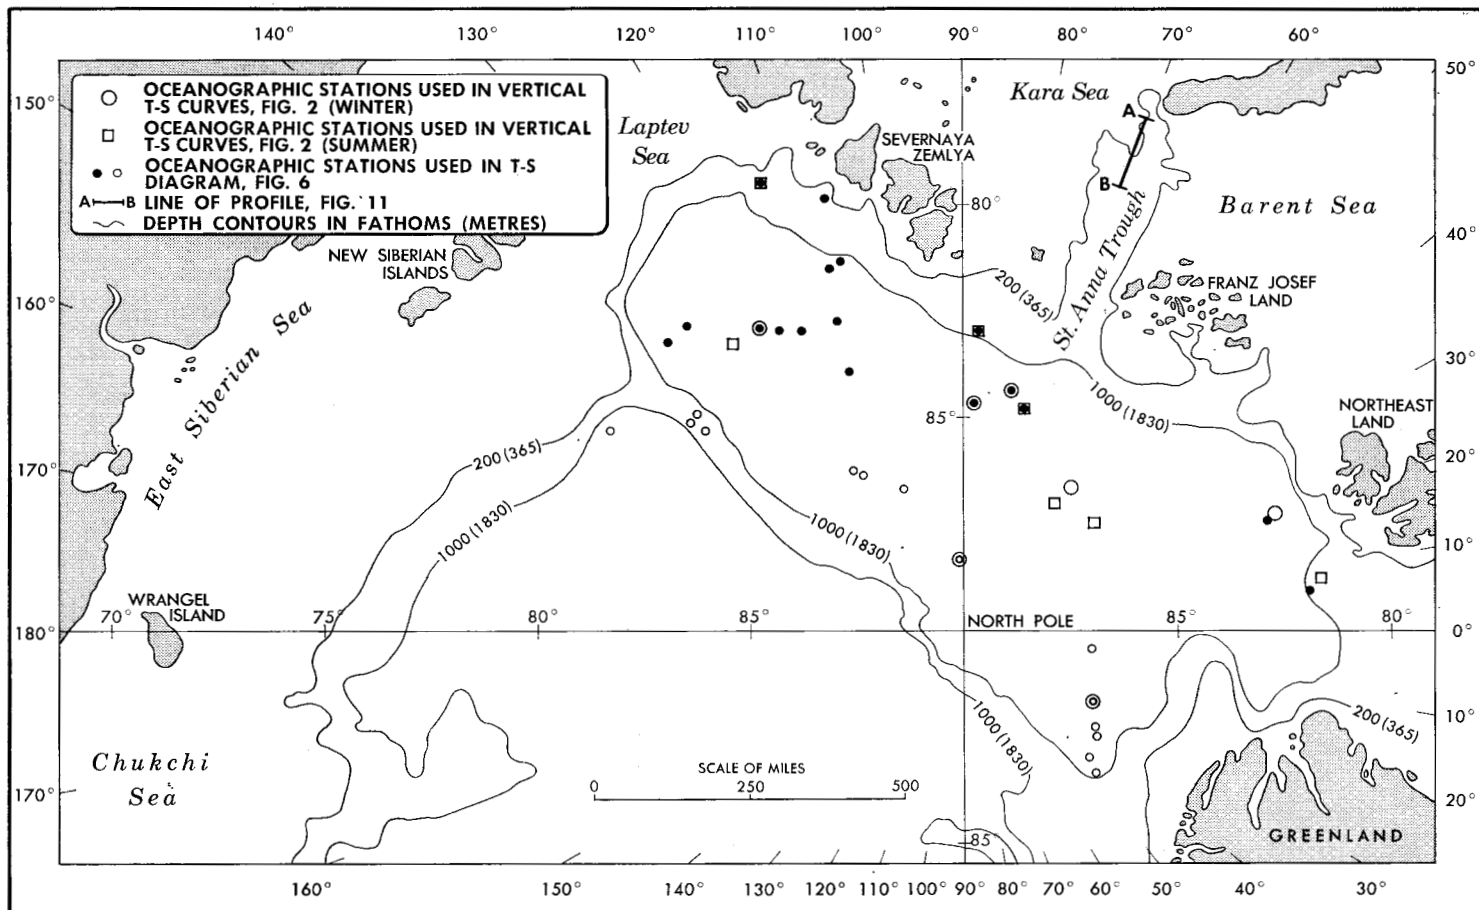 140° 130° 120° 110° 100° 90° 80° 70° 60°
50°
150°
160°
170°
180°
170°
40°
30°
20°
10°
0°
10°
20°
OCEANOGRAPHIC STATIONS USED IN VERTICAL
T-S CURVES, FIG. 2 (WINTER)
OCEANOGRAPHIC STATIONS USED IN VERTICAL
T-S CURVES, FIG. 2 (SUMMER)
OCEANOGRAPHIC STATIONS USED IN T-S
DIAGRAM, FIG. 6
A B LINE OF PROFILE, FIG. 11
DEPTH CONTOURS IN FATHOMS (METRES)
Laptev
Sea
SEVERNAYA
ZEMLYA
Kara Sea
A
B
80°
Barent Sea
St. Anna Trough
NEW SIBERIAN
ISLANDS
200 (365)
FRANZ JOSEF
LAND
East Siberian Sea
1000 (1830)
85°
NORTHEAST
LAND
200 (365)
1000 (1830)
1000 (1830)
WRANGEL
ISLAND
70° 75° 80° 85° NORTH POLE 85° 80°
1000 (1830)
200 (365)
Chukchi
Sea
SCALE OF MILES
0 250 500
85°
GREENLAND
160° 150° 140° 130° 120° 110° 100° 90° 80° 70° 60° 50° 40° 30°